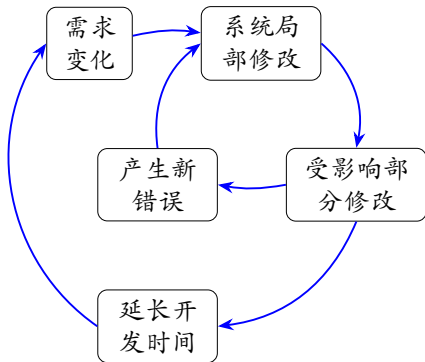 需求
变化
系统局
部修改
产生新
错误
受影响部
分修改
延长开
发时间